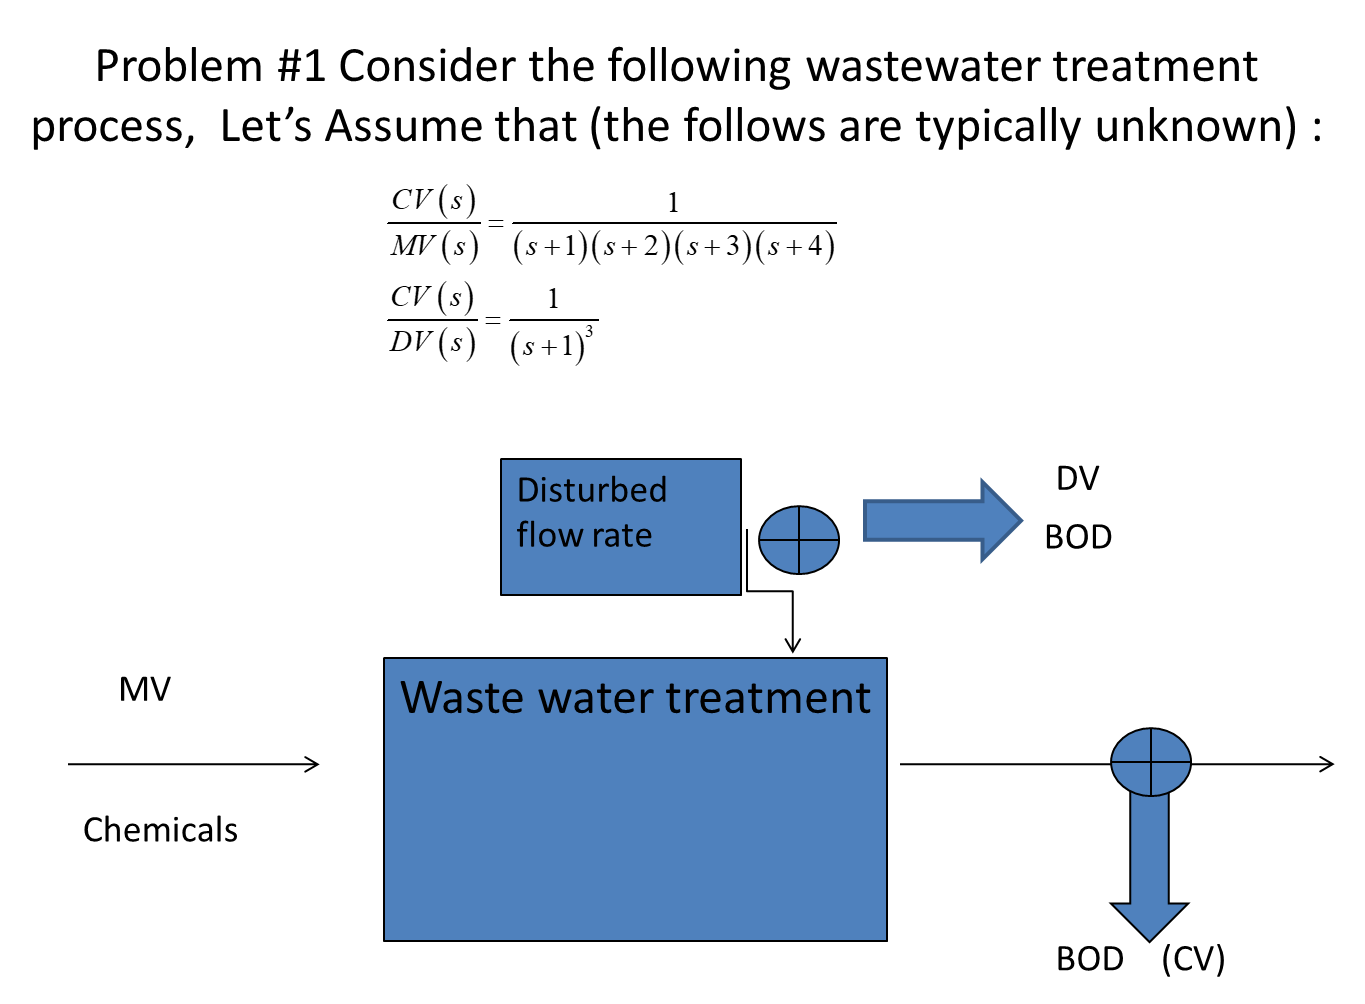 Problem #1 Consider the following wastewater treatment
process,  Let’s Assume that (the follows are typically unknown) :
CV(s)/MV(s) = 1/((s+1)(s+2)(s+3)(s+4))
CV(s)/DV(s) = 1/(s+1)³
Disturbed
flow rate
DV
BOD
MV
Chemicals
Waste water treatment
BOD (CV)